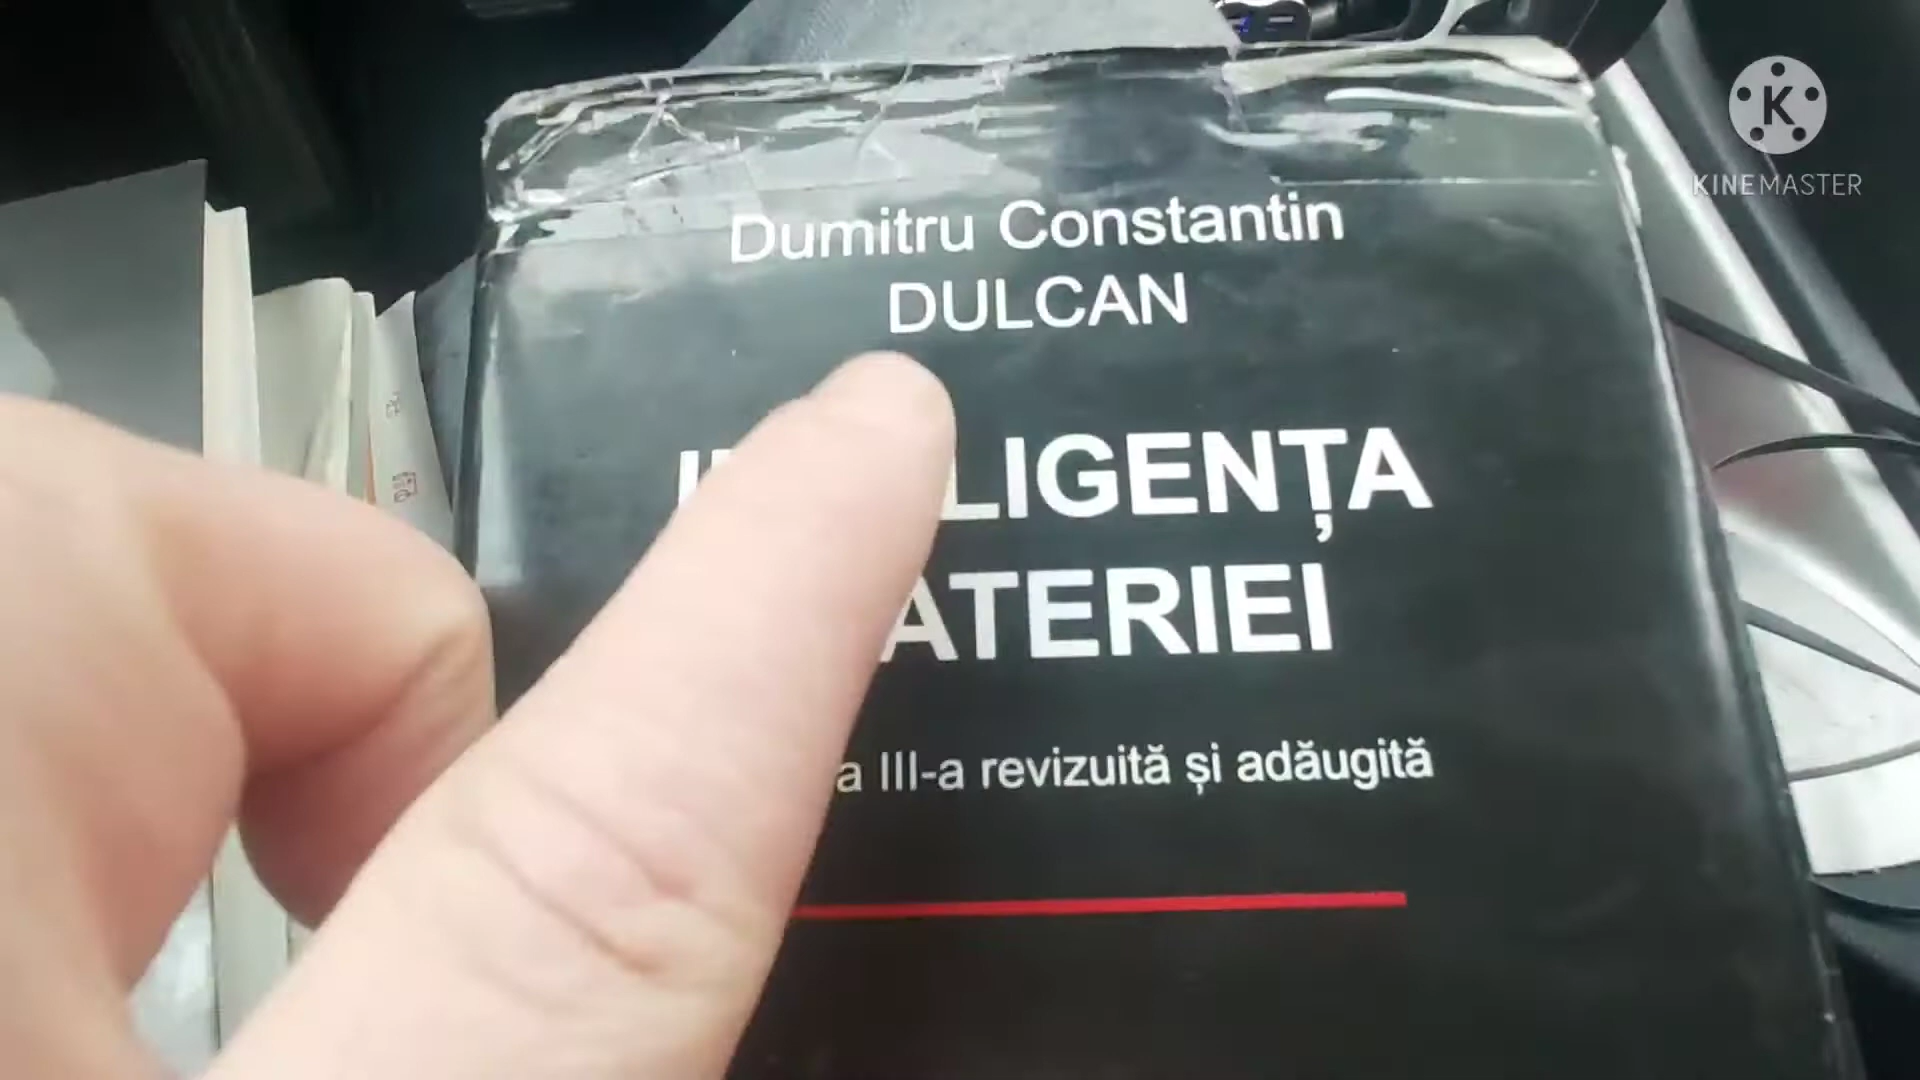 KINEMASTER
Dumitru Constantin
DULCAN
LIGENȚA
ATERIEI
a III-a revizuită și adăugită